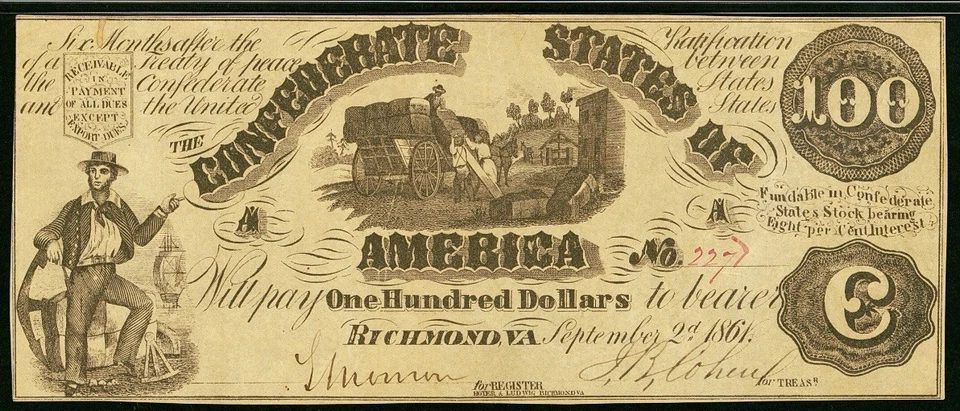 Six Months after the Ratification
of a Treaty of peace between
the Confederate States
and the United States
RECEIVABLE
IN
PAYMENT
OF ALL DUES
EXCEPT
EXPORT DUES
THE CONFEDERATE STATES OF
AMERICA
100
A
A
Fundable in Confederate
States Stock bearing
Eight per Cent Interest
No. 2277
Will pay One Hundred Dollars to bearer
C
RICHMOND, VA. September 2d 1861.
for REGISTER
for TREASR
HOYER & LUDWIG, RICHMOND VA